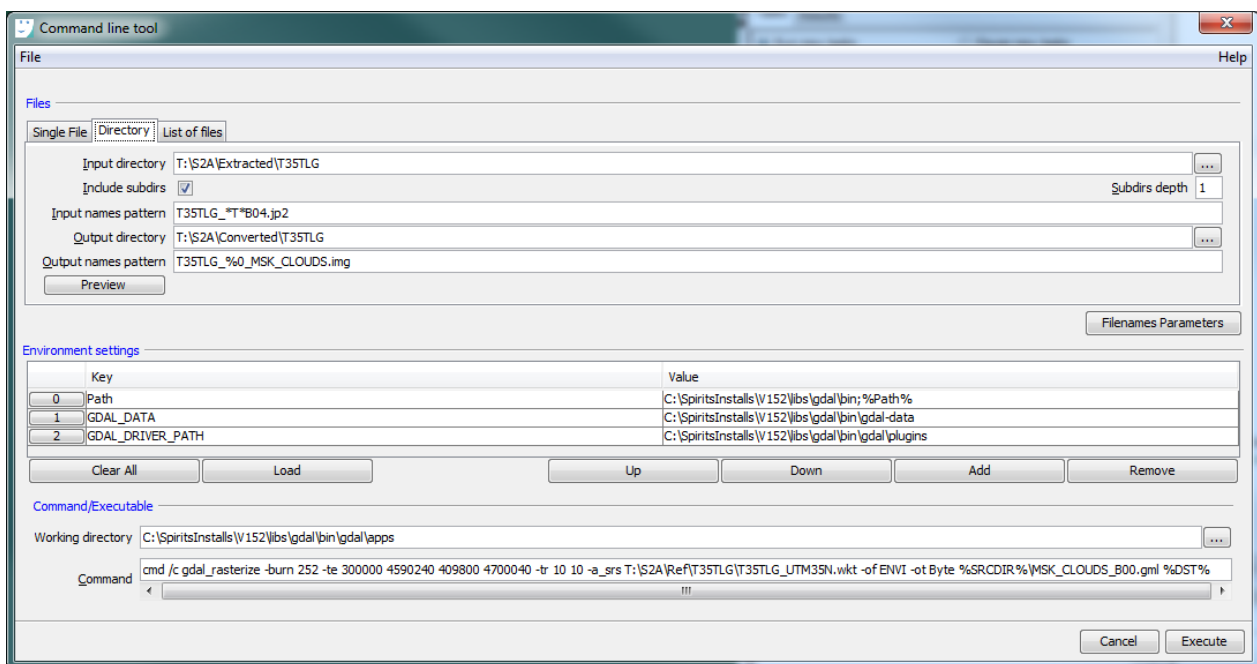 Command line tool
File Help
Files
Single File Directory List of files
Input directory T:\S2A\Extracted\T35TLG ...
Include subdirs Subdirs depth 1
Input names pattern T35TLG_*T*B04.jp2
Output directory T:\S2A\Converted\T35TLG ...
Output names pattern T35TLG_%0_MSK_CLOUDS.img
Preview
Filenames Parameters
Environment settings
Key Value
0 Path C:\SpiritsInstalls\V152\libs\gdal\bin;%Path%
1 GDAL_DATA C:\SpiritsInstalls\V152\libs\gdal\bin\gdal-data
2 GDAL_DRIVER_PATH C:\SpiritsInstalls\V152\libs\gdal\bin\gdal\plugins
Clear All Load Up Down Add Remove
Command/Executable
Working directory C:\SpiritsInstalls\V152\libs\gdal\bin\gdal\apps ...
Command cmd /c gdal_rasterize -burn 252 -te 300000 4590240 409800 4700040 -tr 10 10 -a_srs T:\S2A\Ref\T35TLG\T35TLG_UTM35N.wkt -of ENVI -ot Byte %SRCDIR%\MSK_CLOUDS_B00.gml %DST%
Cancel Execute